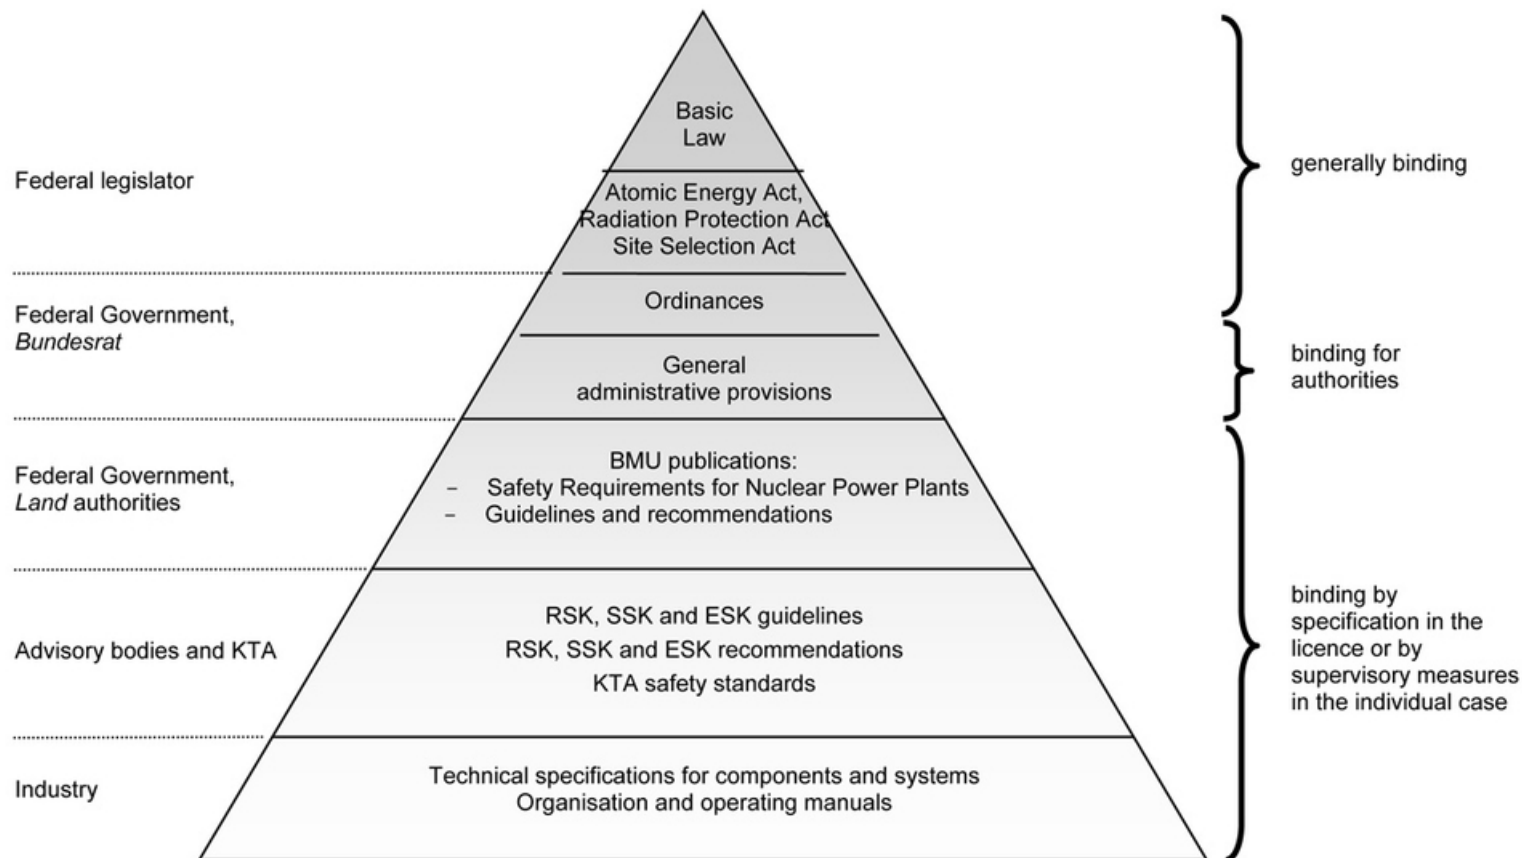 Basic
Law
Federal legislator
generally binding
Atomic Energy Act,
Radiation Protection Act
Site Selection Act
Federal Government,
Bundesrat
Ordinances
General
administrative provisions
binding for
authorities
Federal Government,
Land authorities
BMU publications:
- Safety Requirements for Nuclear Power Plants
- Guidelines and recommendations
Advisory bodies and KTA
RSK, SSK and ESK guidelines
RSK, SSK and ESK recommendations
KTA safety standards
binding by
specification in the
licence or by
supervisory measures
in the individual case
Industry
Technical specifications for components and systems
Organisation and operating manuals